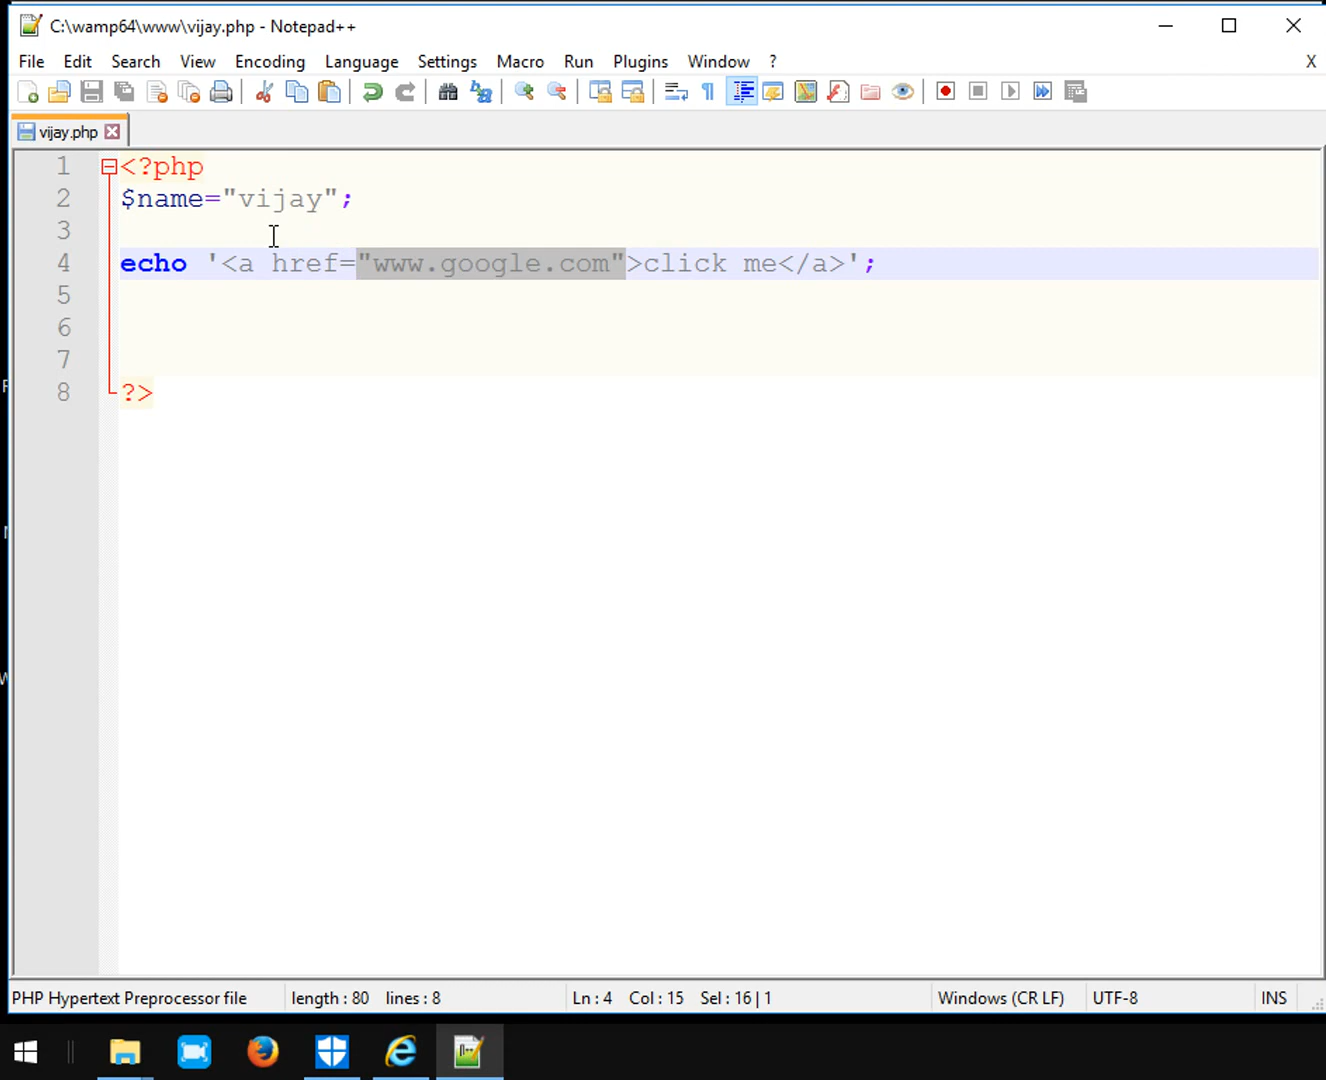 C:\wamp64\www\vijay.php - Notepad++
File Edit Search View Encoding Language Settings Macro Run Plugins Window ? X
vijay.php
1 <?php
2 $name="vijay";
3
4 echo '<a href="www.google.com">click me</a>';
5
6
7
8 ?>
PHP Hypertext Preprocessor file length : 80 lines : 8 Ln : 4 Col : 15 Sel : 16 | 1 Windows (CR LF) UTF-8 INS